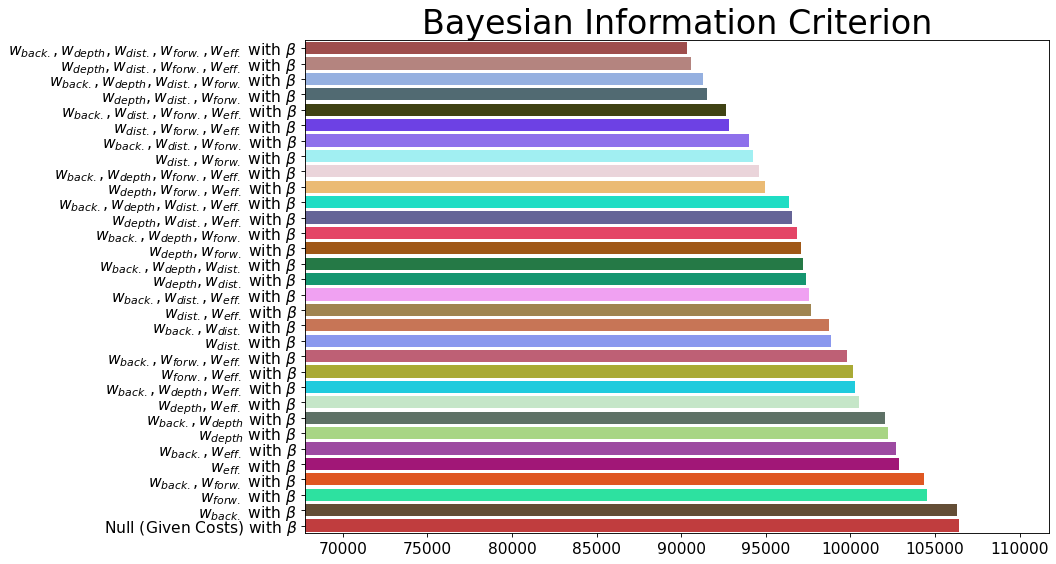 Bayesian Information Criterion
w_back., w_depth, w_dist., w_forw., w_eff. with β
w_depth, w_dist., w_forw., w_eff. with β
w_back., w_depth, w_dist., w_forw. with β
w_depth, w_dist., w_forw. with β
w_back., w_dist., w_forw., w_eff. with β
w_dist., w_forw., w_eff. with β
w_back., w_dist., w_forw. with β
w_dist., w_forw. with β
w_back., w_depth, w_forw., w_eff. with β
w_depth, w_forw., w_eff. with β
w_back., w_depth, w_dist., w_eff. with β
w_depth, w_dist., w_eff. with β
w_back., w_depth, w_forw. with β
w_depth, w_forw. with β
w_back., w_depth, w_dist. with β
w_depth, w_dist. with β
w_back., w_dist., w_eff. with β
w_dist., w_eff. with β
w_back., w_dist. with β
w_dist. with β
w_back., w_forw., w_eff. with β
w_forw., w_eff. with β
w_back., w_depth, w_eff. with β
w_depth, w_eff. with β
w_back., w_depth with β
w_depth with β
w_back., w_eff. with β
w_eff. with β
w_back., w_forw. with β
w_forw. with β
w_back. with β
Null (Given Costs) with β
70000 75000 80000 85000 90000 95000 100000 105000 110000